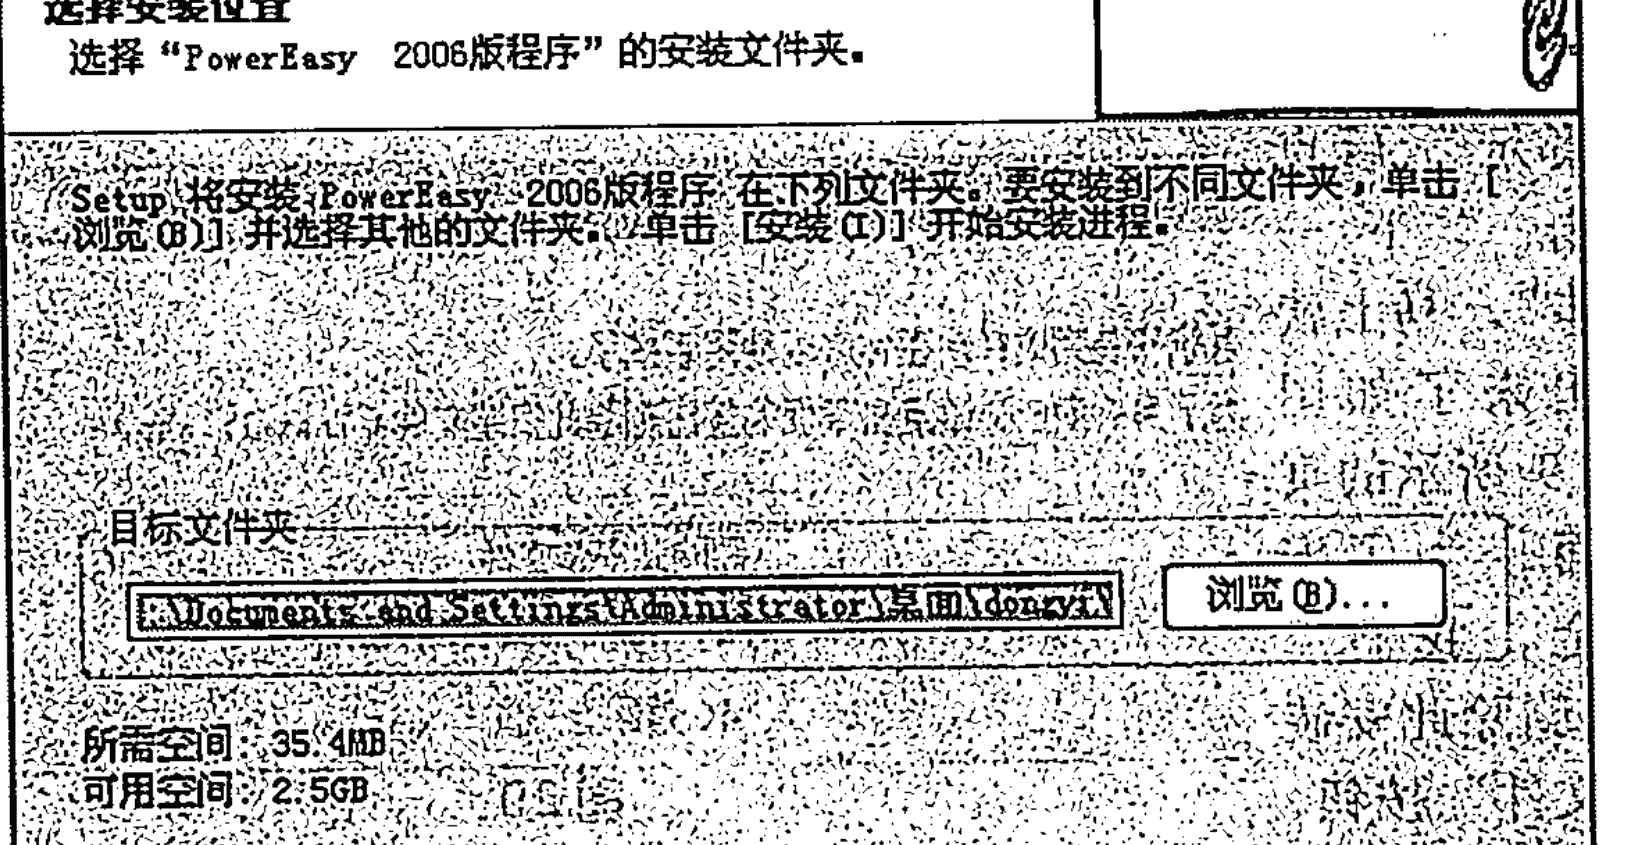 选择安装位置
选择“PowerEasy 2006版程序”的安装文件夹。
Setup 将安装 PowerEasy 2006版程序 在下列文件夹。要安装到不同文件夹，单击 [
浏览(B)] 并选择其他的文件夹。 单击 [安装(I)] 开始安装进程。
目标文件夹
:\Documents and Settings\Administrator\桌面\dongyi\
浏览(B)...
所需空间: 35.4MB
可用空间: 2.5GB